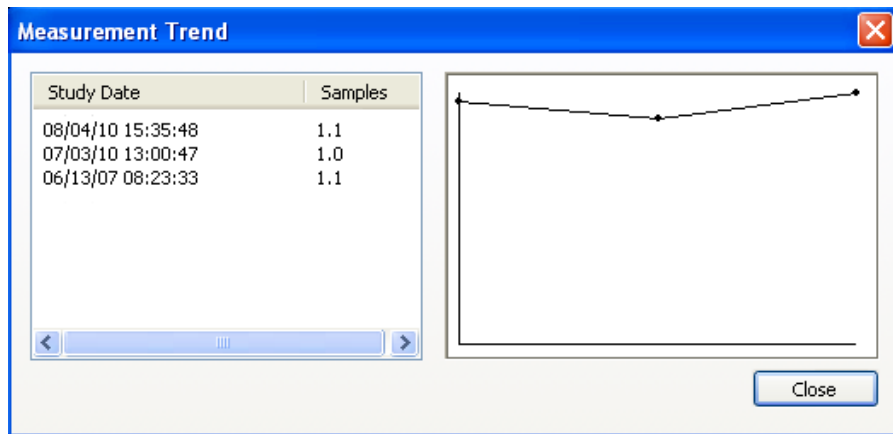 Measurement Trend
Study Date Samples
08/04/10 15:35:48 1.1
07/03/10 13:00:47 1.0
06/13/07 08:23:33 1.1
Close